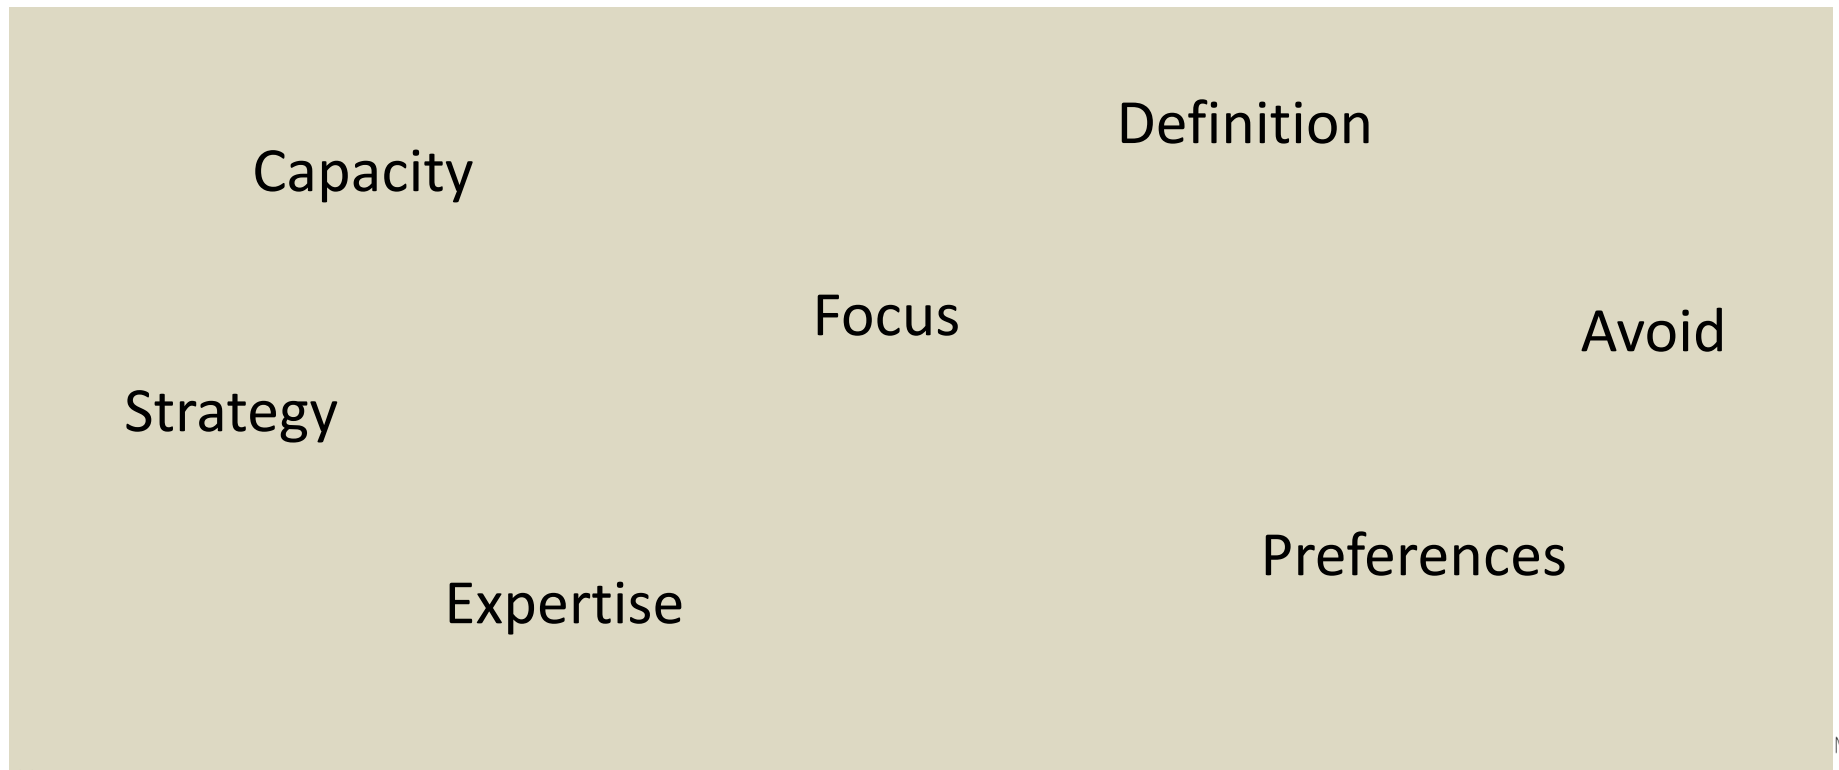 Definition
Capacity
Focus
Avoid
Strategy
Preferences
Expertise